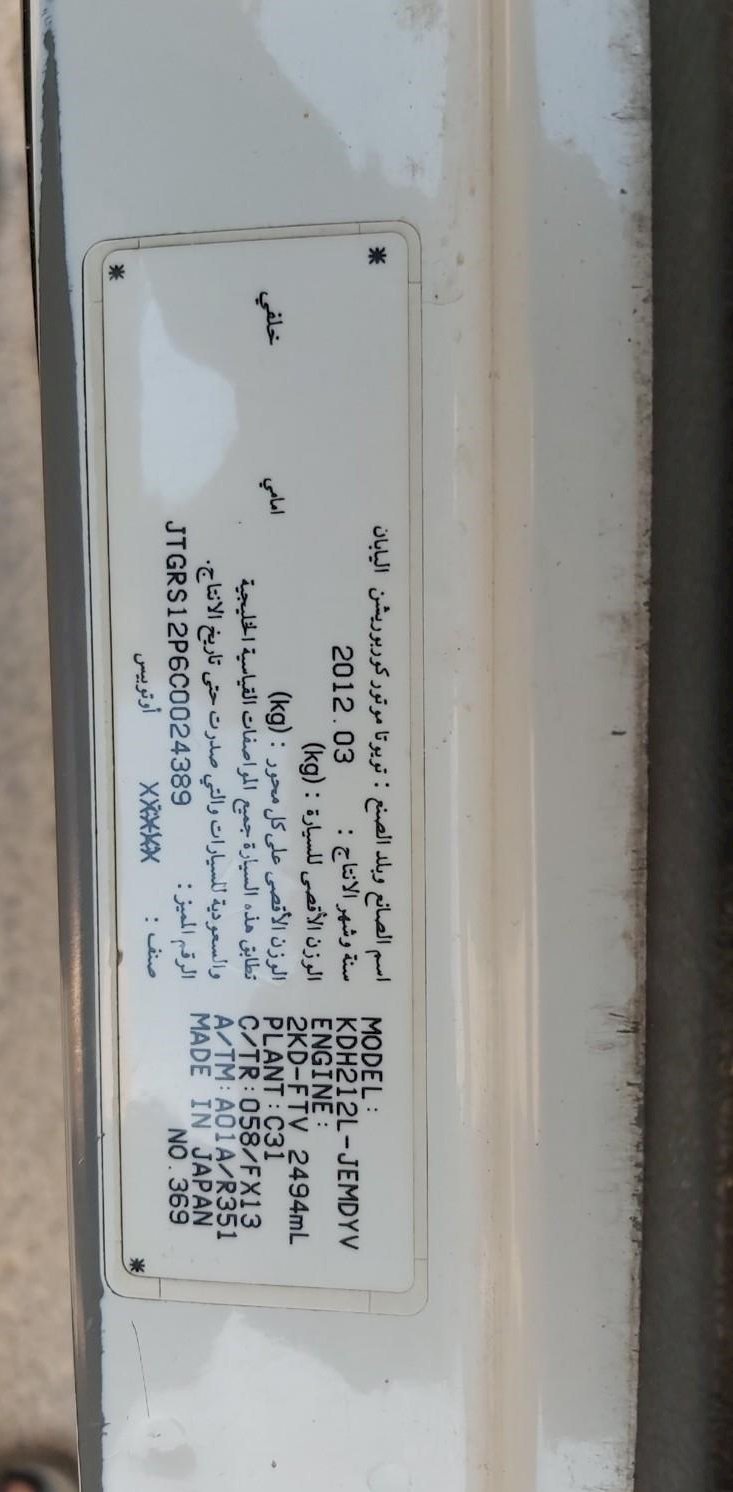 اسم الصانع وبلد الصنع : تويوتا موتور كوربوريشن اليابان
سنة وشهر الانتاج : 2012.03
الوزن الأقصى للسيارة : (kg)
الوزن الأقصى على كل محور : (kg) امامي خلفي
تطابق هذه السيارة جميع المواصفات القياسية الخليجية
والسعودية للسيارات والتي صدرت حتى تاريخ الانتاج.
الرقم المميز : JTGRS12P6C0024389
صنف : XXXXX أوتوبيس
MODEL:
KDH212L-JEMDYV
ENGINE:
2KD-FTV 2494mL
PLANT:C31
C/TR:058/FX13
A/TM:A01A/R351
MADE IN JAPAN
NO.369